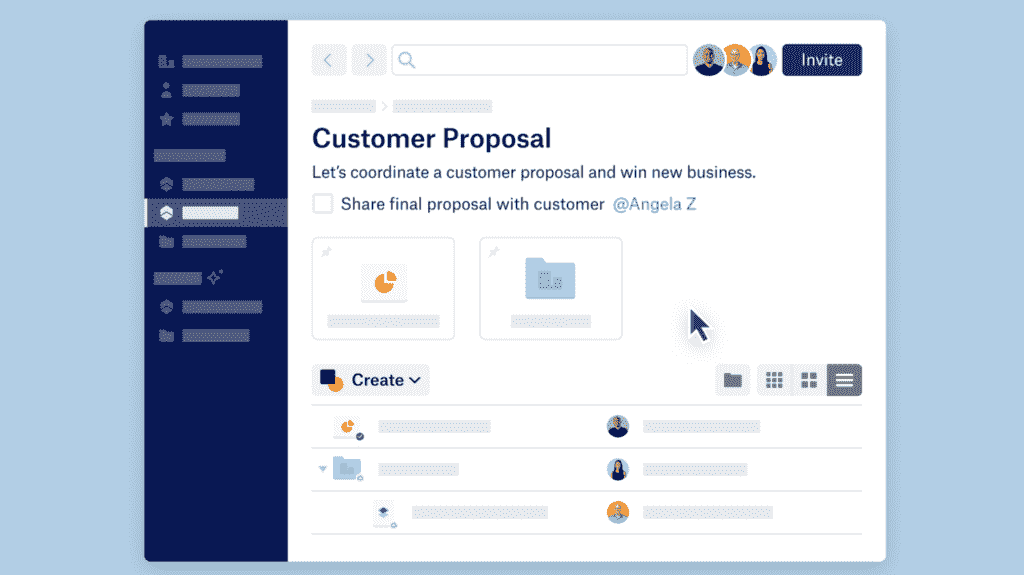 Invite
Customer Proposal
Let's coordinate a customer proposal and win new business.
Share final proposal with customer @Angela Z
Create